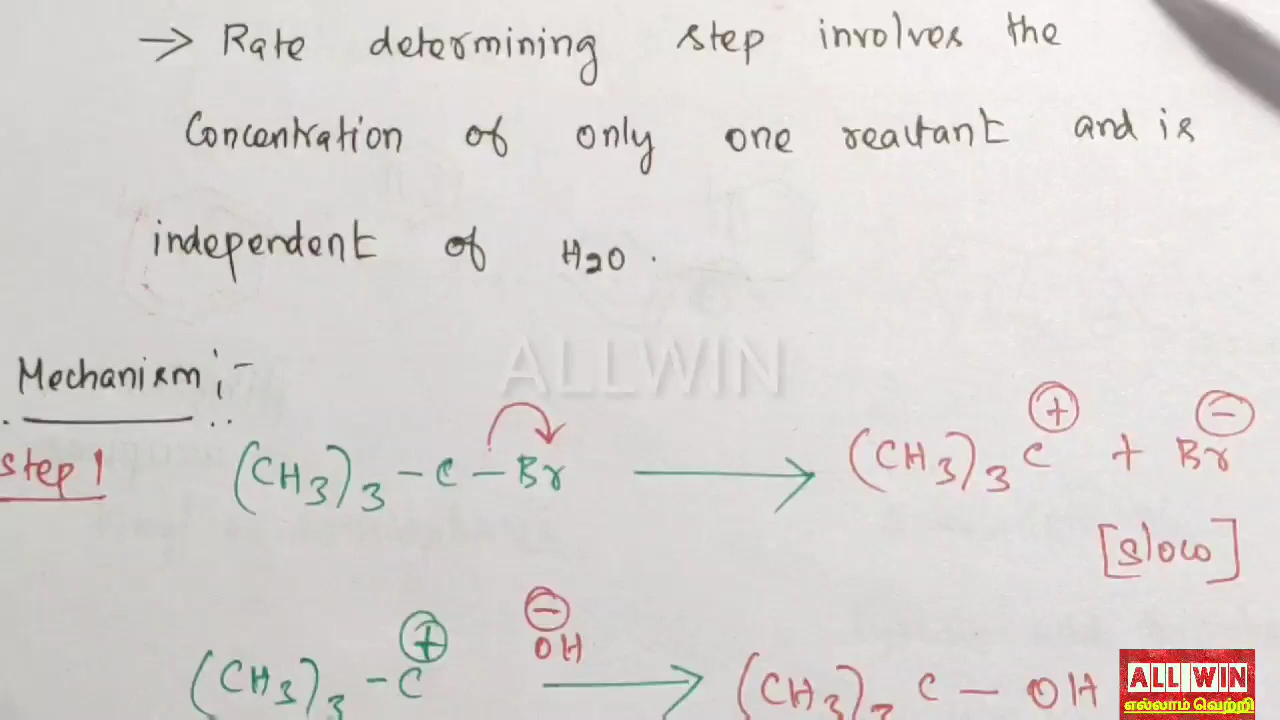 → Rate determining step involves the
Concentration of only one reactant and is
independent of H2O.
ALLWIN
Mechanism :-
Step 1
(CH3)3 - C - Br ⟶ (CH3)3 C⊕ + Br⊖
[slow]
(CH3)3 - C⊕ ⊖OH ⟶ (CH3)3 C - OH
ALL WIN
எல்லாம் வெற்றி